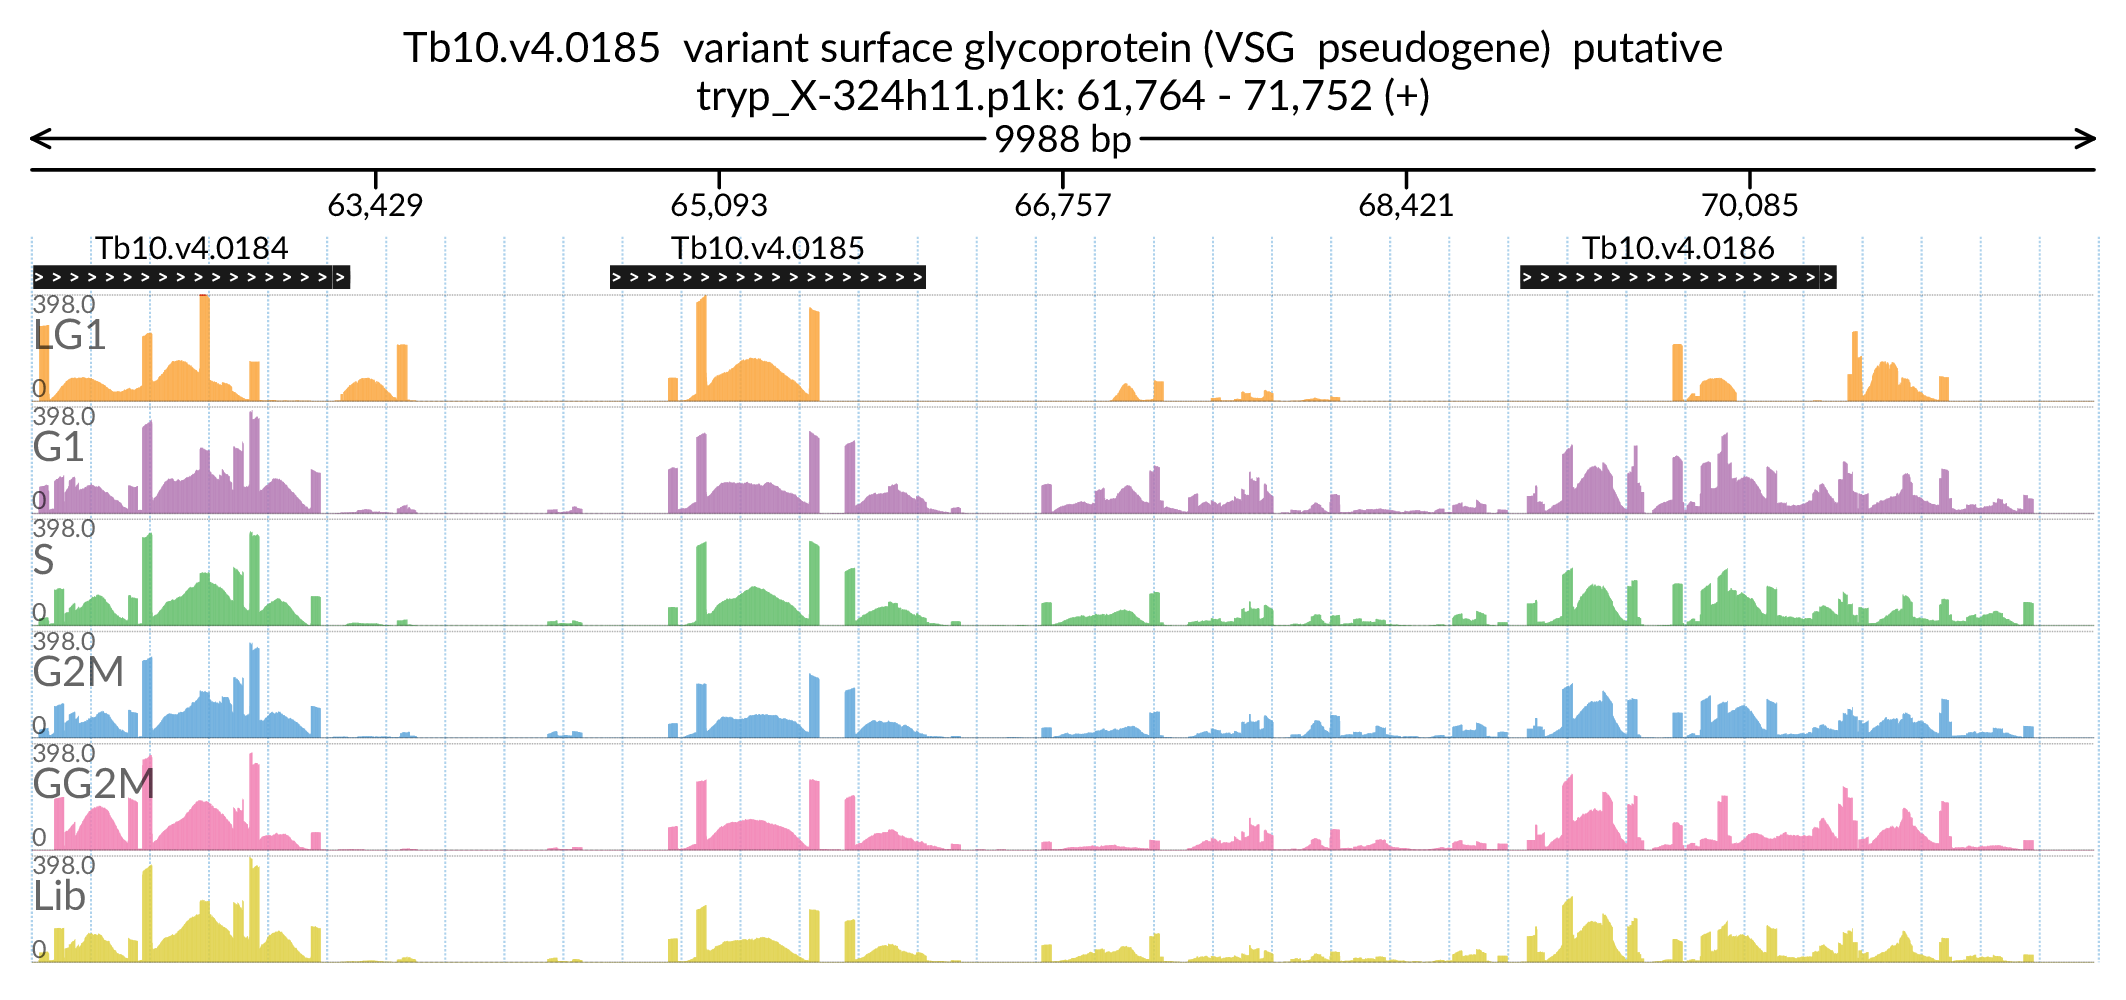 Tb10.v4.0185  variant surface glycoprotein (VSG  pseudogene)  putative
tryp_X-324h11.p1k: 61,764 - 71,752 (+)
9988 bp
63,429 65,093 66,757 68,421 70,085
Tb10.v4.0184 Tb10.v4.0185 Tb10.v4.0186
398.0
LG1
0
398.0
G1
0
398.0
S
0
398.0
G2M
0
398.0
GG2M
0
398.0
Lib
0